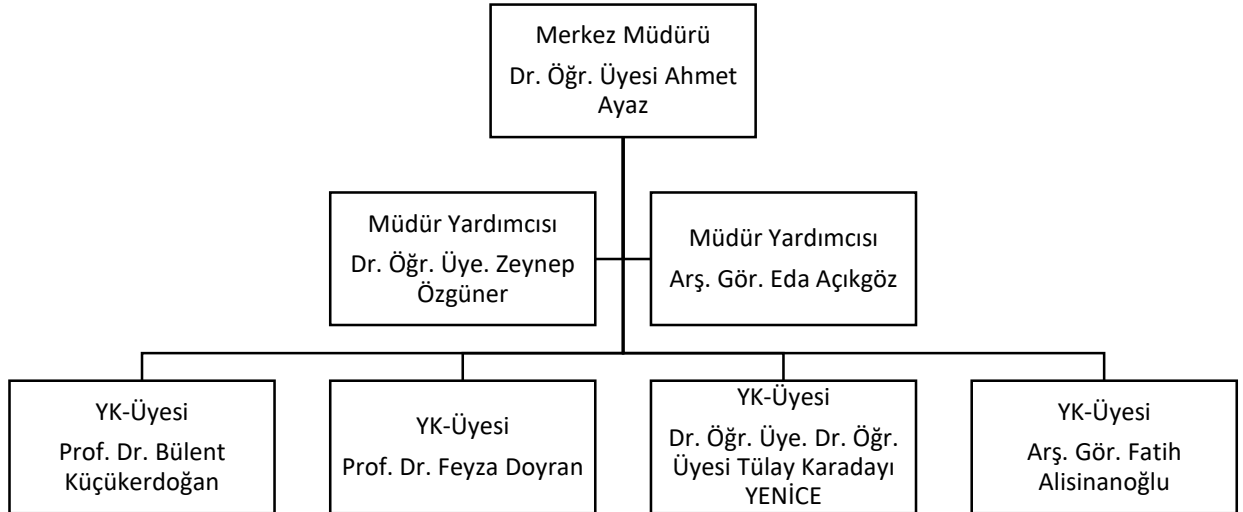 Merkez Müdürü
Dr. Öğr. Üyesi Ahmet
Ayaz
Müdür Yardımcısı
Dr. Öğr. Üye. Zeynep
Özgüner
Müdür Yardımcısı
Arş. Gör. Eda Açıkgöz
YK-Üyesi
Prof. Dr. Bülent
Küçükerdoğan
YK-Üyesi
Prof. Dr. Feyza Doyran
YK-Üyesi
Dr. Öğr. Üye. Dr. Öğr.
Üyesi Tülay Karadayı
YENİCE
YK-Üyesi
Arş. Gör. Fatih
Alisinanoğlu